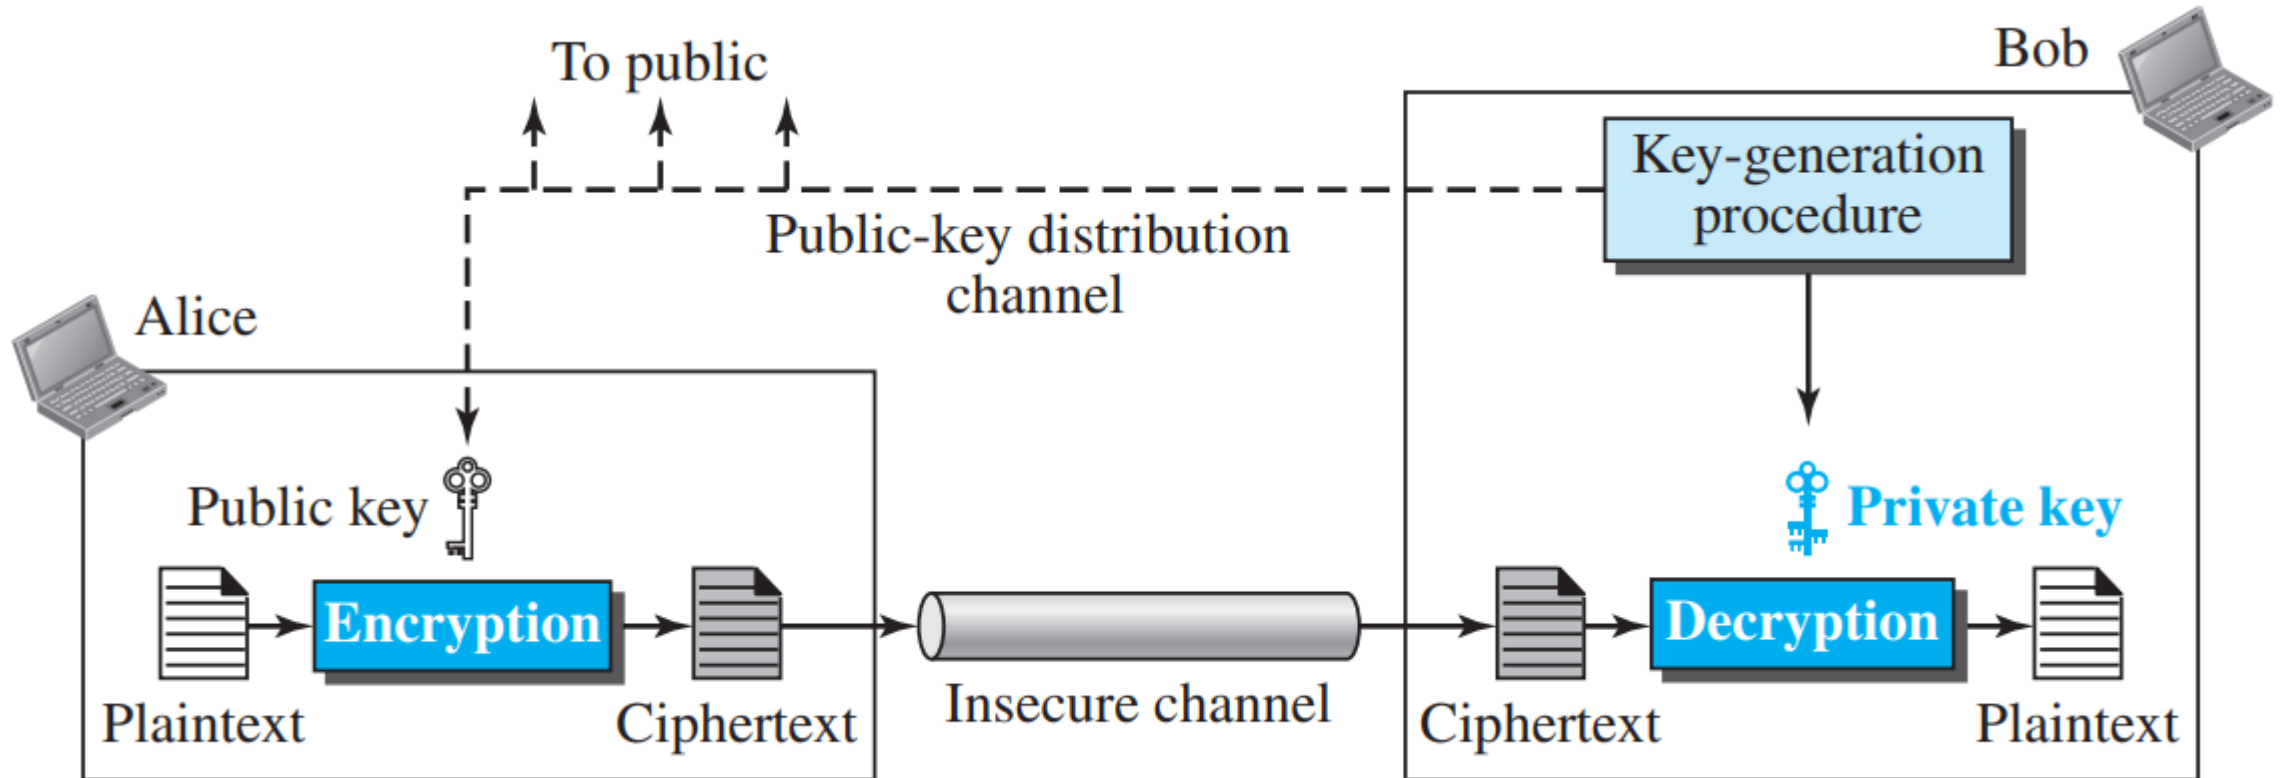 To public
Bob
Key-generation
procedure
Public-key distribution
channel
Alice
Public key
Private key
Encryption
Decryption
Plaintext
Ciphertext
Insecure channel
Ciphertext
Plaintext